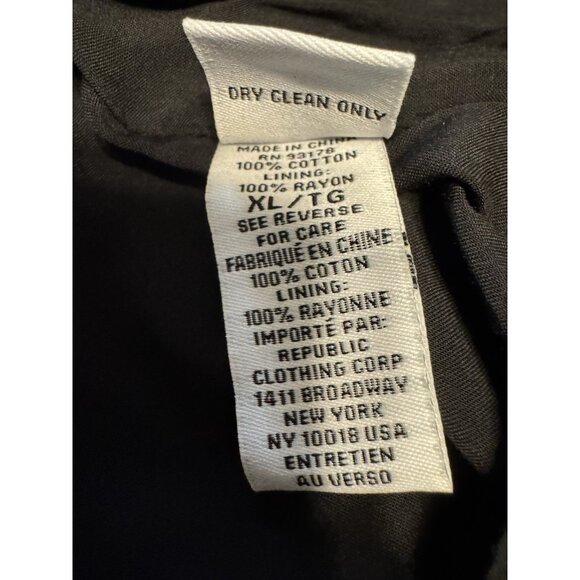 DRY CLEAN ONLY
MADE IN CHINA
RN 93178
100% COTTON
LINING:
100% RAYON
XL/TG
SEE REVERSE
FOR CARE
FABRIQUÉ EN CHINE
100% COTON
LINING:
100% RAYONNE
IMPORTÉ PAR:
REPUBLIC
CLOTHING CORP
1411 BROADWAY
NEW YORK
NY 10018 USA
ENTRETIEN
AU VERSO